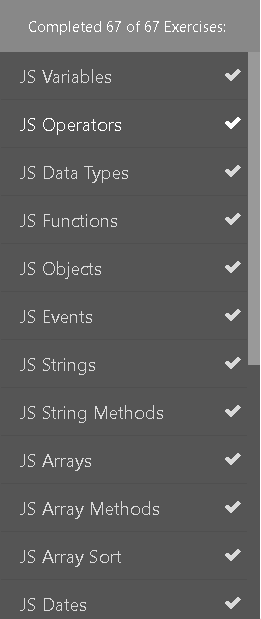 Completed 67 of 67 Exercises:
JS Variables
JS Operators
JS Data Types
JS Functions
JS Objects
JS Events
JS Strings
JS String Methods
JS Arrays
JS Array Methods
JS Array Sort
JS Dates